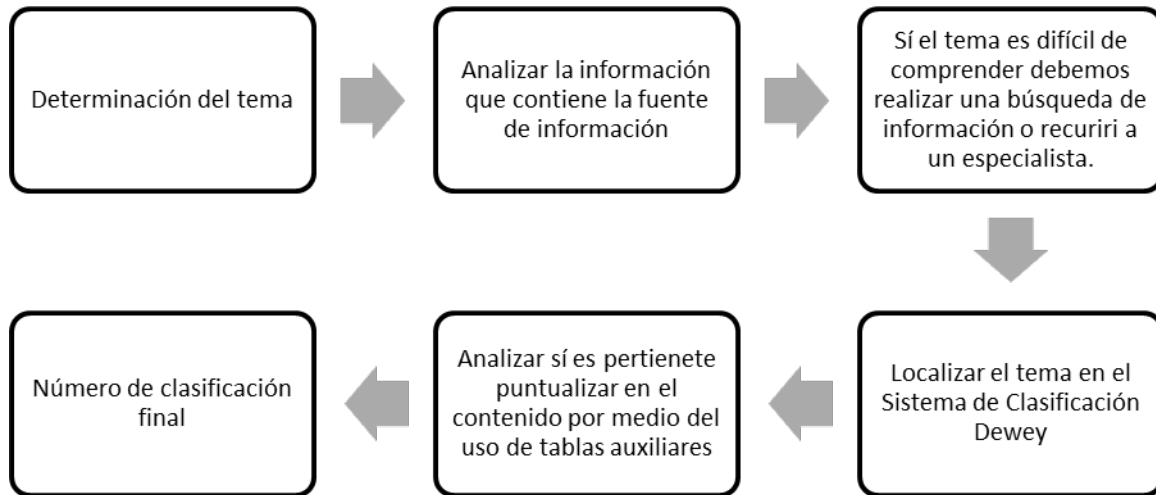 Determinación del tema
Analizar la información
que contiene la fuente
de información
Sí el tema es difícil de
comprender debemos
realizar una búsqueda de
información o recuriri a
un especialista.
Localizar el tema en el
Sistema de Clasificación
Dewey
Analizar sí es pertienete
puntualizar en el
contenido por medio del
uso de tablas auxiliares
Número de clasificación
final